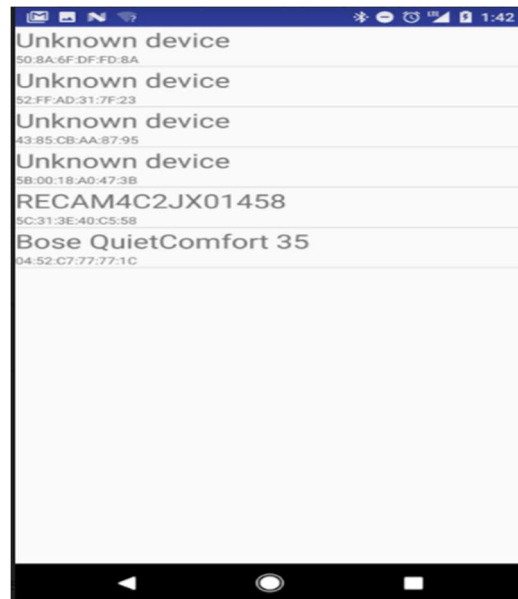 1:42
Unknown device
50:8A:6F:DF:FD:8A
Unknown device
52:FF:AD:31:7F:23
Unknown device
43:85:CB:AA:87:95
Unknown device
5B:00:18:A0:47:3B
RECAM4C2JX01458
5C:31:3E:40:C5:58
Bose QuietComfort 35
04:52:C7:77:77:1C